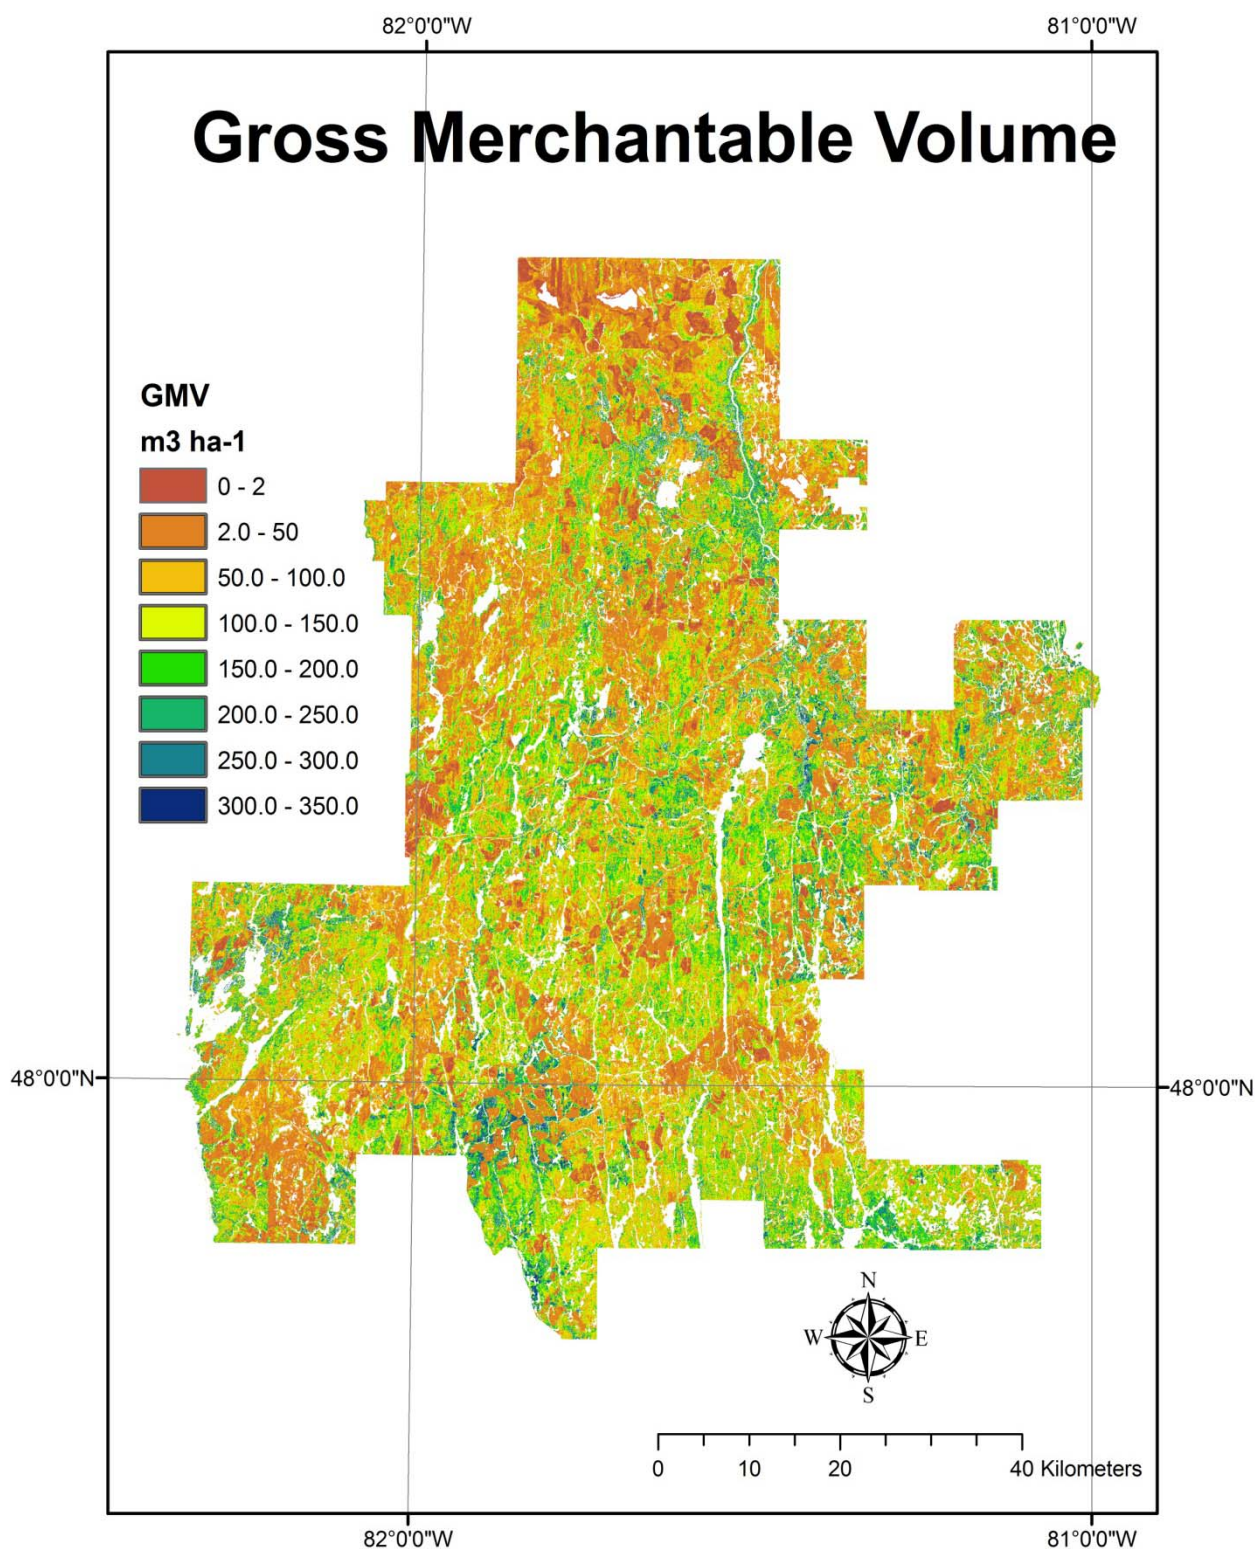 82°0'0"W
81°0'0"W
Gross Merchantable Volume
GMV
m3 ha-1
0 - 2
2.0 - 50
50.0 - 100.0
100.0 - 150.0
150.0 - 200.0
200.0 - 250.0
250.0 - 300.0
300.0 - 350.0
48°0'0"N
48°0'0"N
N
W
E
S
0
10
20
40 Kilometers
82°0'0"W
81°0'0"W